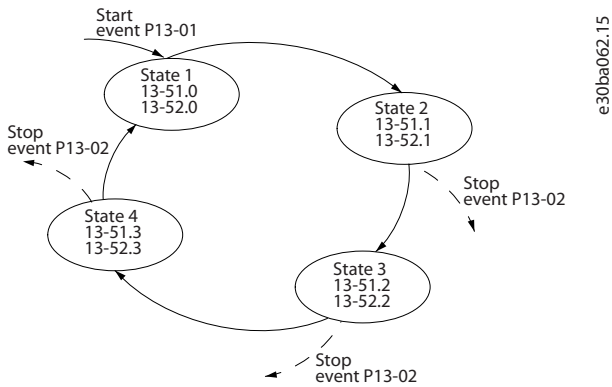 Start
event P13-01
State 1
13-51.0
13-52.0
State 2
13-51.1
13-52.1
Stop
event P13-02
Stop
event P13-02
State 4
13-51.3
13-52.3
State 3
13-51.2
13-52.2
Stop
event P13-02
e30ba062.15